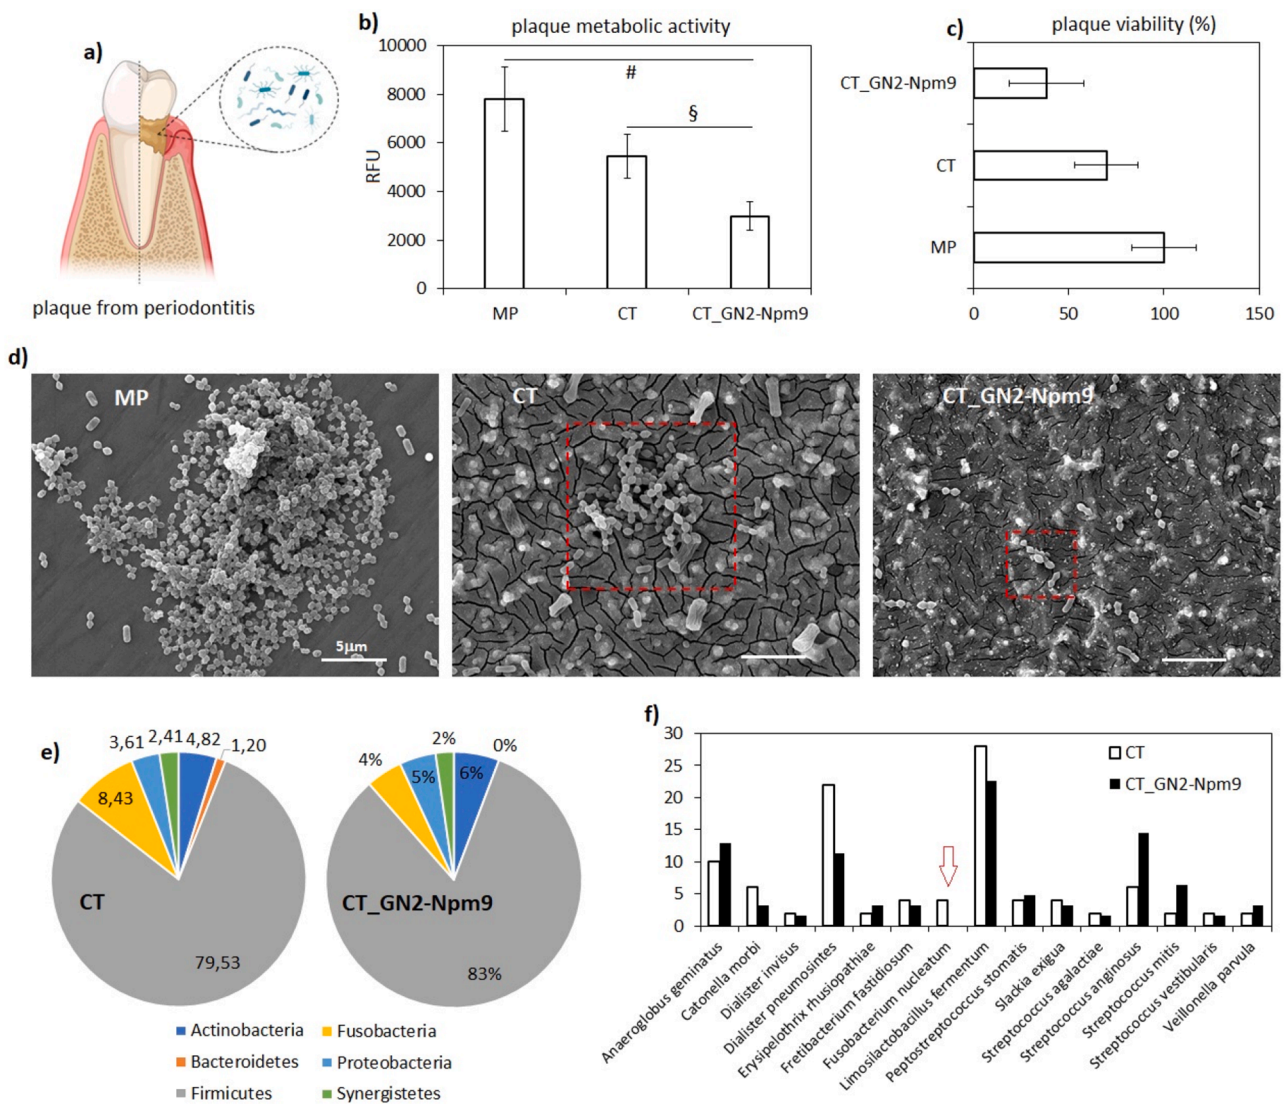 a)
plaque from periodontitis
b)
plaque metabolic activity
10000
8000
6000
4000
2000
0
RFU
#
§
MP
CT
CT_GN2-Npm9
c)
plaque viability (%)
CT_GN2-Npm9
CT
MP
0
50
100
150
d)
MP
5µm
CT
CT_GN2-Npm9
e)
3,61
2,41
4,82
1,20
8,43
CT
79,53
2%
0%
4%
5%
6%
CT_GN2-Npm9
83%
Actinobacteria
Fusobacteria
Bacteroidetes
Proteobacteria
Firmicutes
Synergistetes
f)
30
25
20
15
10
5
0
CT
CT_GN2-Npm9
Anaeroglobus geminatus
Catonella morbi
Dialister invisus
Dialister pneumosintes
Erysipelothrix rhusiopathiae
Fretibacterium fastidiosum
Fusobacterium nucleatum
Limosilactobacillus fermentum
Peptostreptococcus stomatis
Slackia exigua
Streptococcus agalactiae
Streptococcus anginosus
Streptococcus mitis
Streptococcus vestibularis
Veillonella parvula